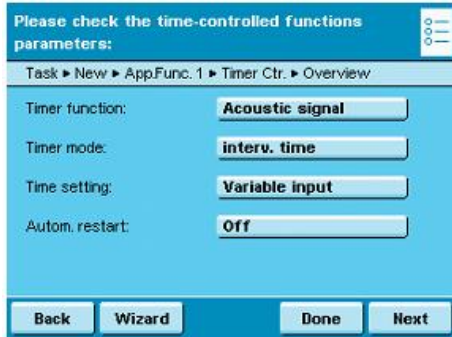 Please check the time-controlled functions
parameters:
Task ▸ New ▸ App.Func. 1 ▸ Timer Ctr. ▸ Overview
Timer function: Acoustic signal
Timer mode: interv. time
Time setting: Variable input
Autom. restart: Off
Back Wizard Done Next